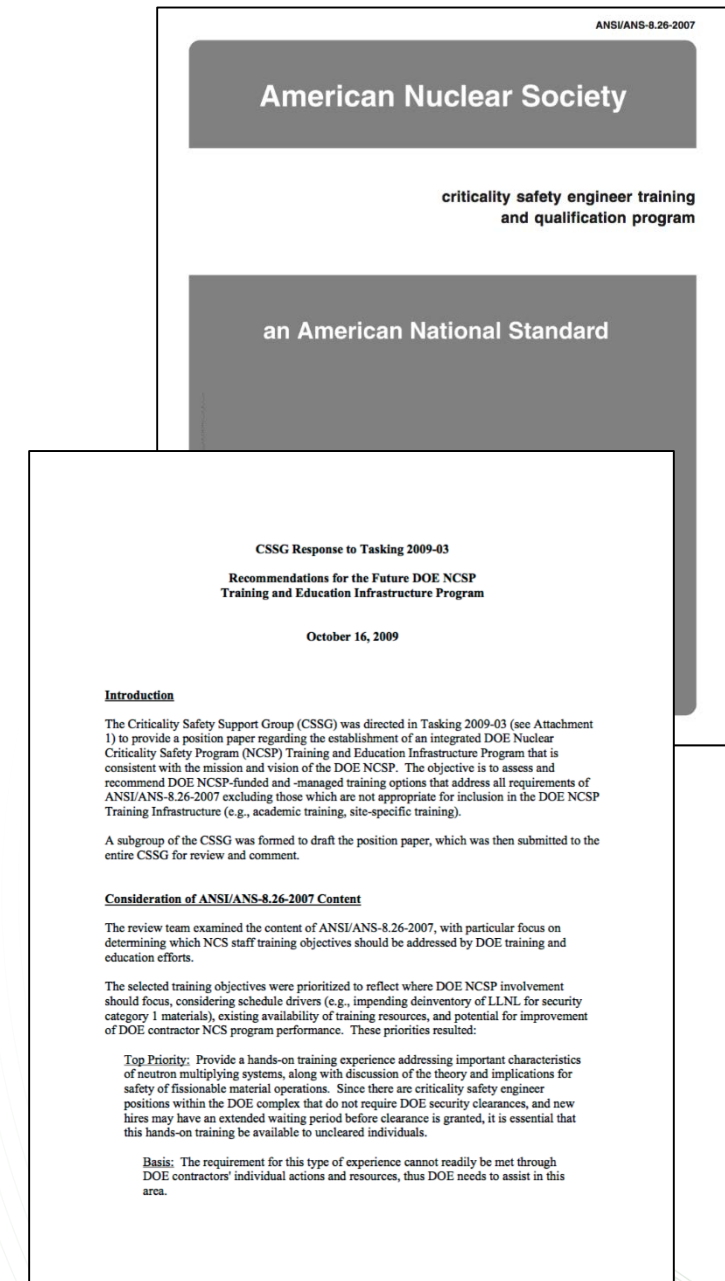 ANSI/ANS-8.26-2007
American Nuclear Society
criticality safety engineer training
and qualification program
an American National Standard
CSSG Response to Tasking 2009-03
Recommendations for the Future DOE NCSP
Training and Education Infrastructure Program
October 16, 2009
Introduction
The Criticality Safety Support Group (CSSG) was directed in Tasking 2009-03 (see Attachment
1) to provide a position paper regarding the establishment of an integrated DOE Nuclear
Criticality Safety Program (NCSP) Training and Education Infrastructure Program that is
consistent with the mission and vision of the DOE NCSP. The objective is to assess and
recommend DOE NCSP-funded and -managed training options that address all requirements of
ANSI/ANS-8.26-2007 excluding those which are not appropriate for inclusion in the DOE NCSP
Training Infrastructure (e.g., academic training, site-specific training).
A subgroup of the CSSG was formed to draft the position paper, which was then submitted to the
entire CSSG for review and comment.
Consideration of ANSI/ANS-8.26-2007 Content
The review team examined the content of ANSI/ANS-8.26-2007, with particular focus on
determining which NCS staff training objectives should be addressed by DOE training and
education efforts.
The selected training objectives were prioritized to reflect where DOE NCSP involvement
should focus, considering schedule drivers (e.g., impending deinventory of LLNL for security
category 1 materials), existing availability of training resources, and potential for improvement
of DOE contractor NCS program performance. These priorities resulted:
Top Priority: Provide a hands-on training experience addressing important characteristics
of neutron multiplying systems, along with discussion of the theory and implications for
safety of fissionable material operations. Since there are criticality safety engineer
positions within the DOE complex that do not require DOE security clearances, and new
hires may have an extended waiting period before clearance is granted, it is essential that
this hands-on training be available to uncleared individuals.
Basis: The requirement for this type of experience cannot readily be met through
DOE contractors' individual actions and resources, thus DOE needs to assist in this
area.